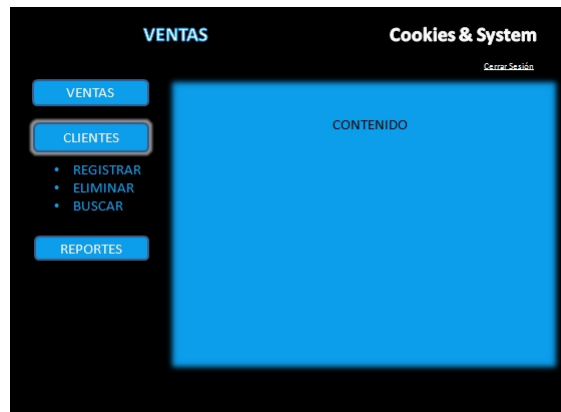 VENTAS
Cookies & System
Cerrar Sesión
VENTAS
CLIENTES
• REGISTRAR
• ELIMINAR
• BUSCAR
REPORTES
CONTENIDO